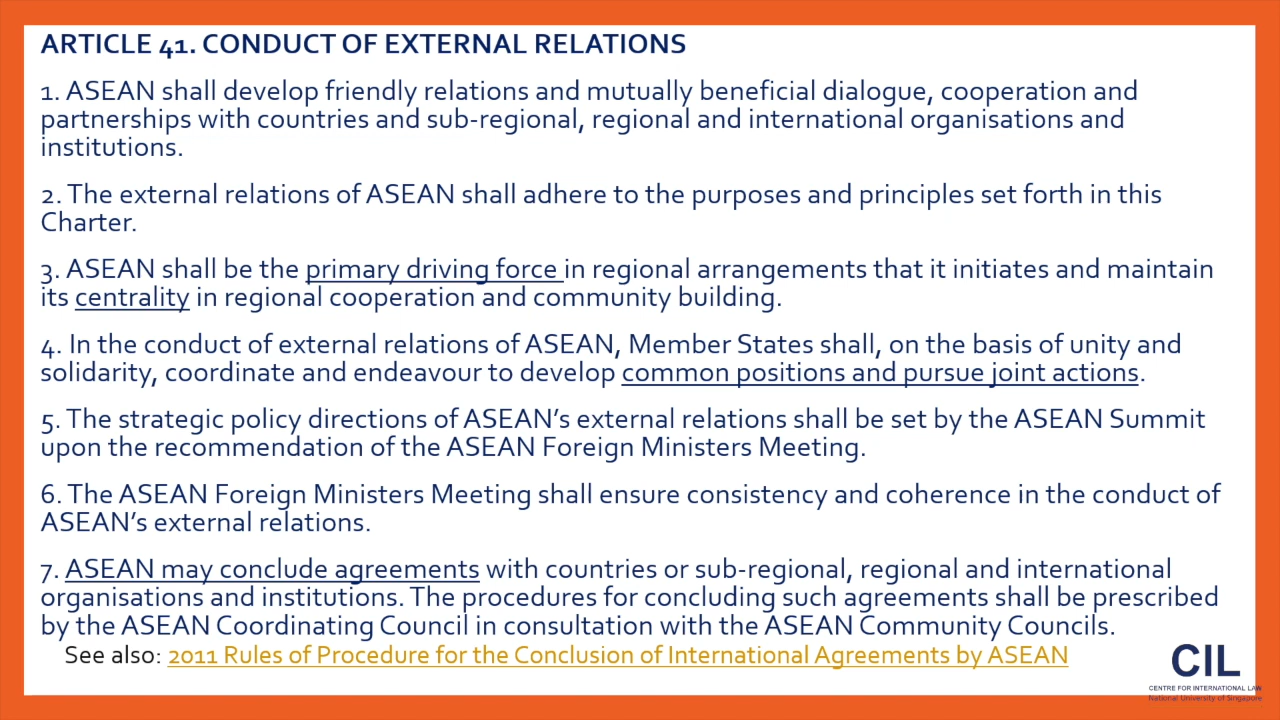 ARTICLE 41. CONDUCT OF EXTERNAL RELATIONS
1. ASEAN shall develop friendly relations and mutually beneficial dialogue, cooperation and
partnerships with countries and sub-regional, regional and international organisations and
institutions.
2. The external relations of ASEAN shall adhere to the purposes and principles set forth in this
Charter.
3. ASEAN shall be the primary driving force in regional arrangements that it initiates and maintain
its centrality in regional cooperation and community building.
4. In the conduct of external relations of ASEAN, Member States shall, on the basis of unity and
solidarity, coordinate and endeavour to develop common positions and pursue joint actions.
5. The strategic policy directions of ASEAN’s external relations shall be set by the ASEAN Summit
upon the recommendation of the ASEAN Foreign Ministers Meeting.
6. The ASEAN Foreign Ministers Meeting shall ensure consistency and coherence in the conduct of
ASEAN’s external relations.
7. ASEAN may conclude agreements with countries or sub-regional, regional and international
organisations and institutions. The procedures for concluding such agreements shall be prescribed
by the ASEAN Coordinating Council in consultation with the ASEAN Community Councils.
See also: 2011 Rules of Procedure for the Conclusion of International Agreements by ASEAN
CIL
CENTRE FOR INTERNATIONAL LAW
National University of Singapore